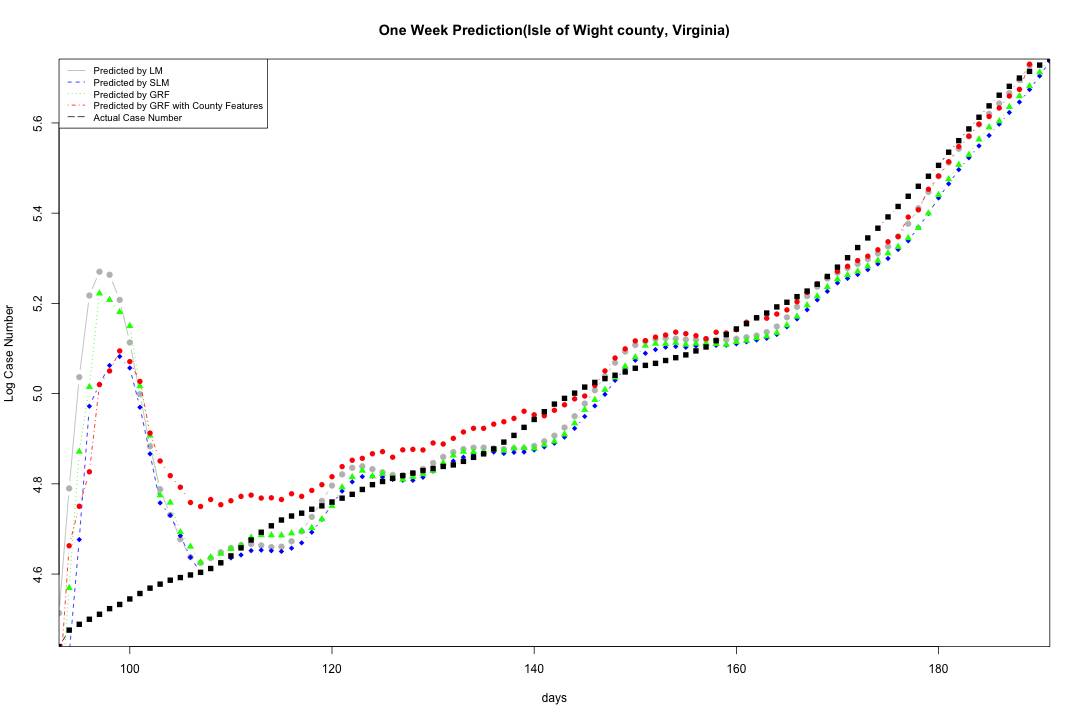 One Week Prediction(Isle of Wight county, Virginia)
Predicted by LM
Predicted by SLM
Predicted by GRF
Predicted by GRF with County Features
Actual Case Number
Log Case Number
5.6
5.4
5.2
5.0
4.8
4.6
100 120 140 160 180
days